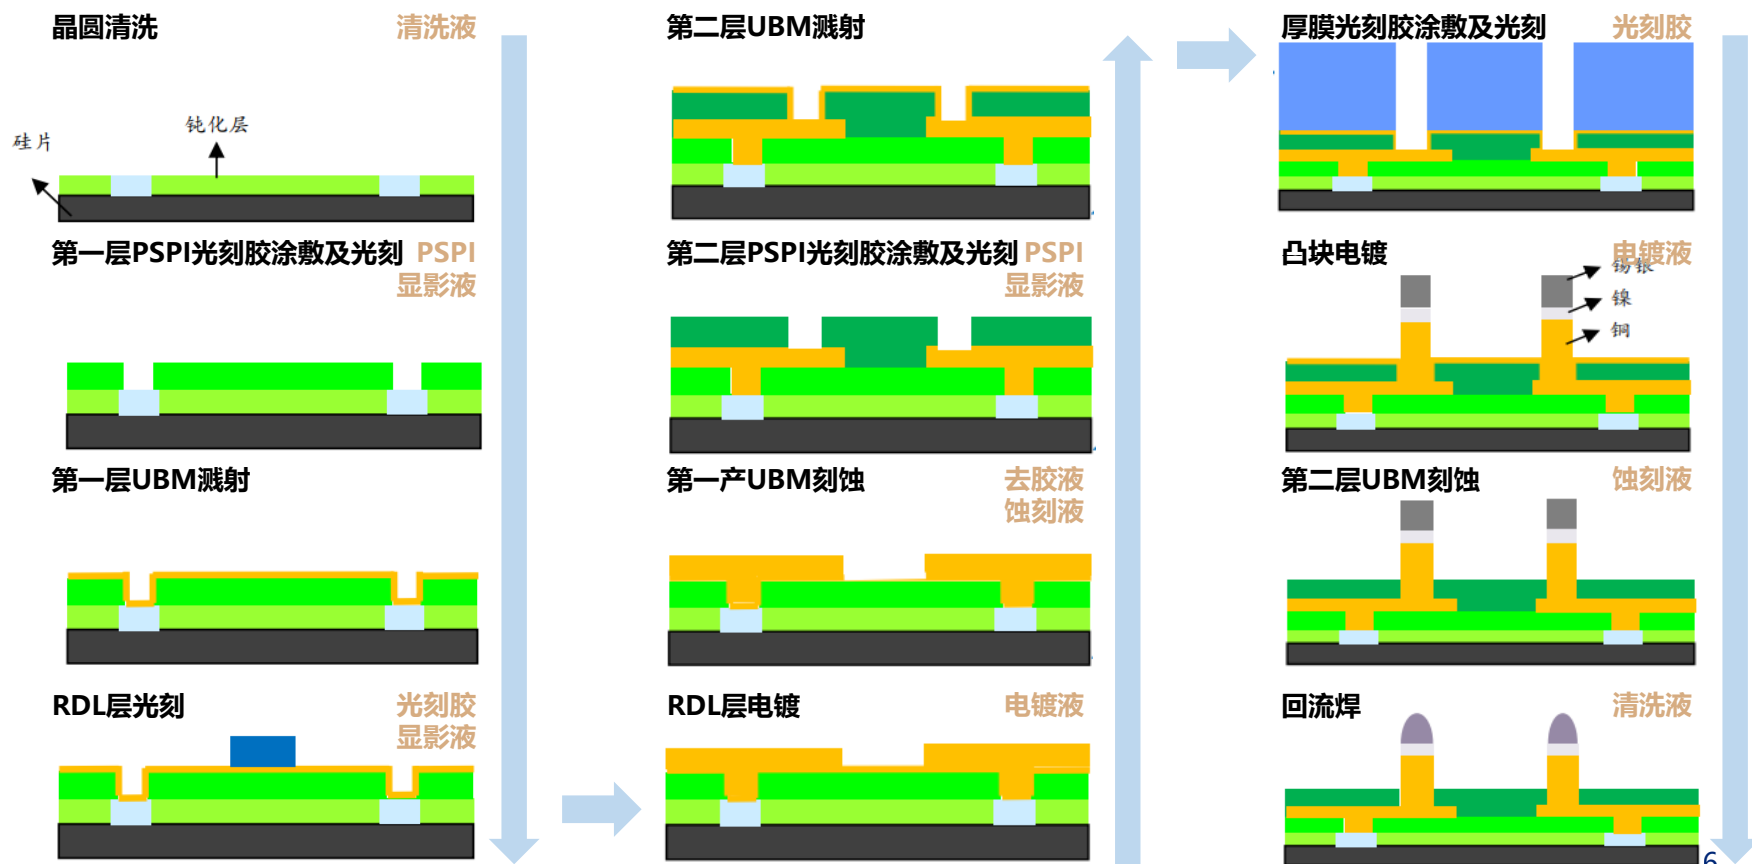 晶圆清洗 清洗液
硅片
钝化层
第一层PSPI光刻胶涂敷及光刻 PSPI
显影液
第一层UBM溅射
RDL层光刻 光刻胶
显影液
第二层UBM溅射
第二层PSPI光刻胶涂敷及光刻 PSPI
显影液
第一产UBM刻蚀 去胶液
蚀刻液
RDL层电镀 电镀液
厚膜光刻胶涂敷及光刻 光刻胶
凸块电镀 电镀液
锡银
镍
铜
第二层UBM刻蚀 蚀刻液
回流焊 清洗液
6